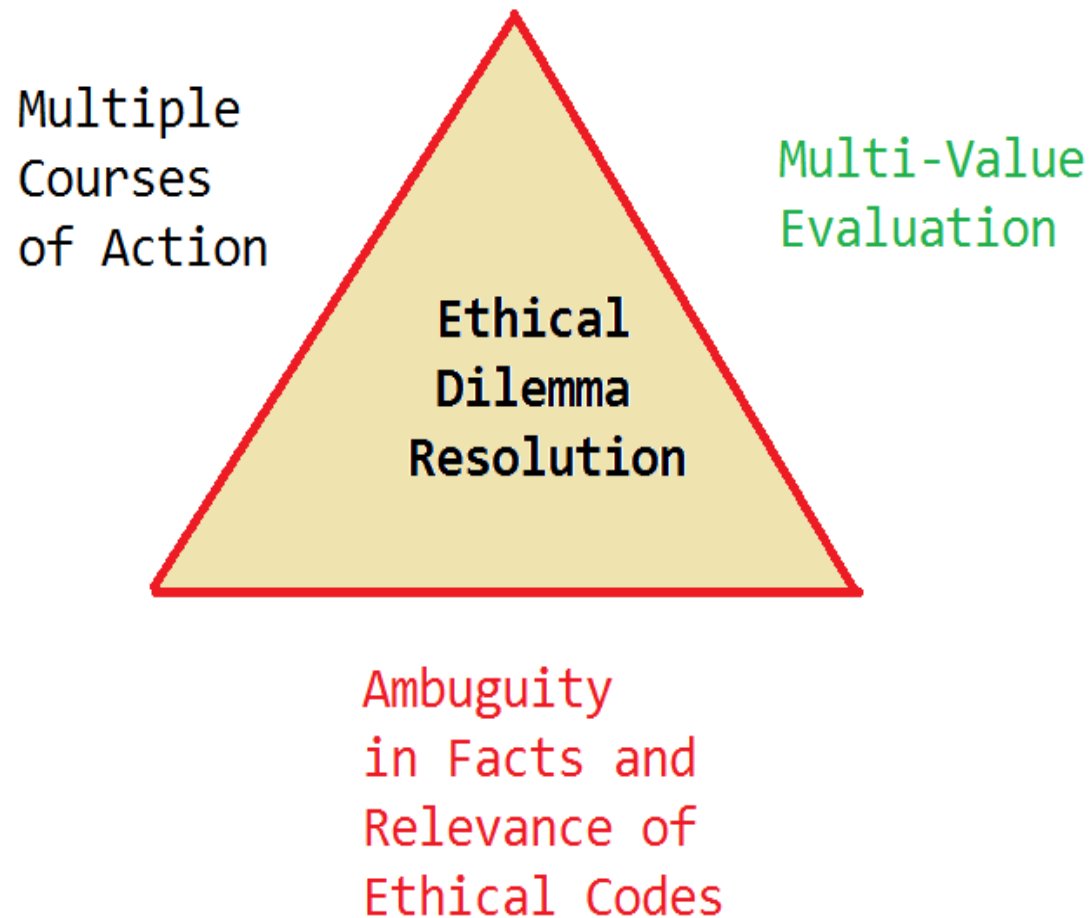 Multiple
Courses
of Action
Multi-Value
Evaluation
Ethical
Dilemma
Resolution
Ambuguity
in Facts and
Relevance of
Ethical Codes